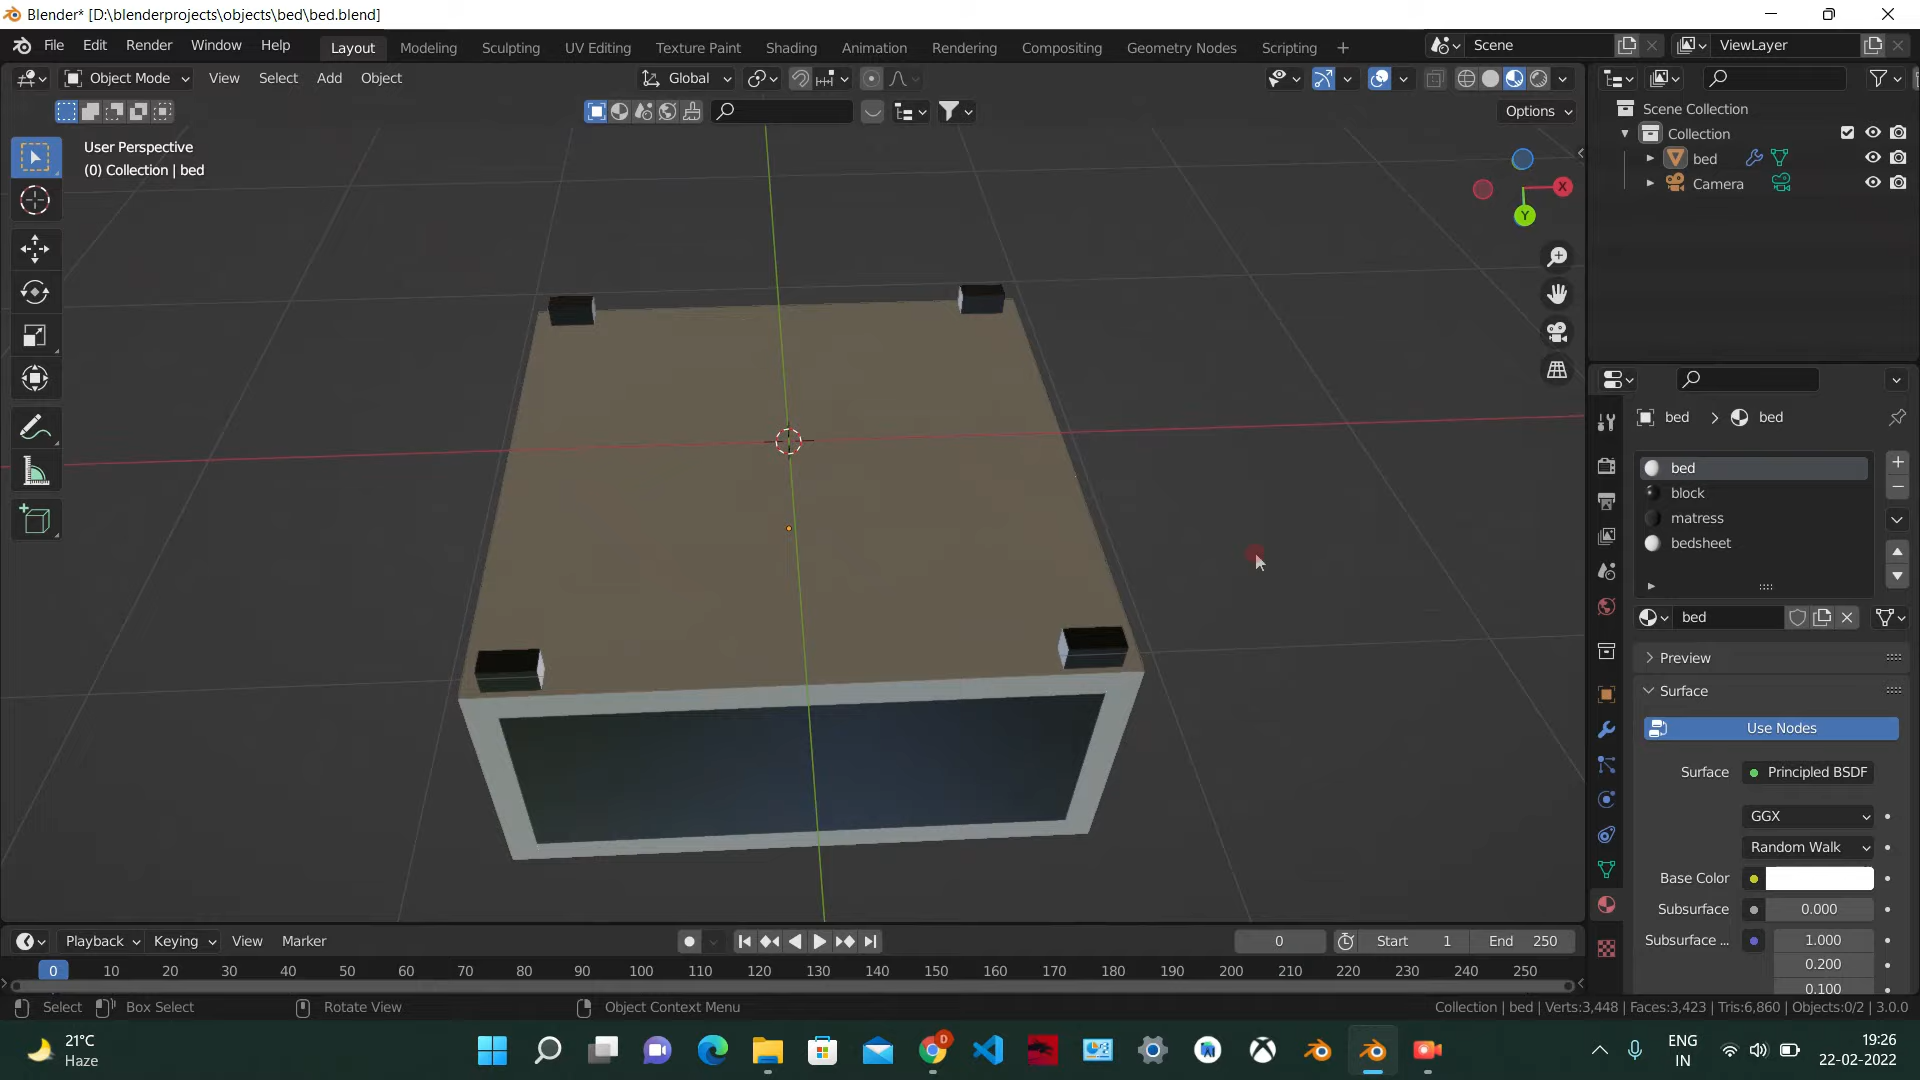 Blender* [D:\blenderprojects\objects\bed\bed.blend]
File Edit Render Window Help
Layout Modeling Sculpting UV Editing Texture Paint Shading Animation Rendering Compositing Geometry Nodes Scripting +
Scene
ViewLayer
Object Mode View Select Add Object
Global
Options
User Perspective
(0) Collection | bed
X
Y
Scene Collection
Collection
bed
Camera
bed > bed
bed
block
matress
bedsheet
bed
Preview
Surface
Use Nodes
Surface Principled BSDF
GGX
Random Walk
Base Color
Subsurface 0.000
Subsurface ... 1.000
0.200
0.100
Playback Keying View Marker
0 Start 1 End 250
0 10 20 30 40 50 60 70 80 90 100 110 120 130 140 150 160 170 180 190 200 210 220 230 240 250
Select Box Select Rotate View Object Context Menu
Collection | bed | Verts:3,448 | Faces:3,423 | Tris:6,860 | Objects:0/2 | 3.0.0
21°C
Haze
D
ENG
IN
19:26
22-02-2022